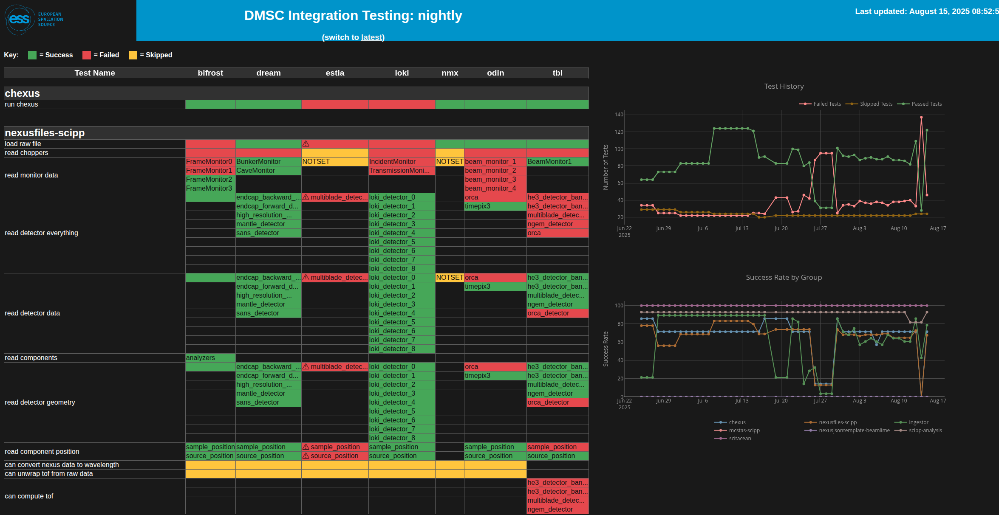 ess
EUROPEAN
SPALLATION
SOURCE
DMSC Integration Testing: nightly
(switch to latest)
Last updated: August 15, 2025 08:52:5
Key: = Success = Failed = Skipped
Test Name bifrost dream estia loki nmx odin tbl
chexus
run chexus
nexusfiles-scipp
load raw file
read choppers
read monitor data
FrameMonitor0 BunkerMonitor NOTSET IncidentMonitor NOTSET beam_monitor_1 BeamMonitor1
FrameMonitor1 CaveMonitor TransmissionMoni... beam_monitor_2
FrameMonitor2 beam_monitor_3
FrameMonitor3 beam_monitor_4
read detector everything
endcap_backward_... multiblade_detec... loki_detector_0 orca he3_detector_ban...
endcap_forward_d... loki_detector_1 timepix3 he3_detector_ban...
high_resolution_... loki_detector_2 multiblade_detec...
mantle_detector loki_detector_3 ngem_detector
sans_detector loki_detector_4 orca
loki_detector_5
loki_detector_6
loki_detector_7
loki_detector_8
read detector data
endcap_backward_... multiblade_detec... loki_detector_0 NOTSET orca he3_detector_ban...
endcap_forward_d... loki_detector_1 timepix3 he3_detector_ban...
high_resolution_... loki_detector_2 multiblade_detec...
mantle_detector loki_detector_3 ngem_detector
sans_detector loki_detector_4 orca_detector
loki_detector_5
loki_detector_6
loki_detector_7
loki_detector_8
read components analyzers
read detector geometry
endcap_backward_... multiblade_detec... loki_detector_0 orca he3_detector_ban...
endcap_forward_d... loki_detector_1 timepix3 he3_detector_ban...
high_resolution_... loki_detector_2 multiblade_detec...
mantle_detector loki_detector_3 ngem_detector
sans_detector loki_detector_4 orca_detector
loki_detector_5
loki_detector_6
loki_detector_7
loki_detector_8
read component position
sample_position sample_position sample_position sample_position sample_position sample_position
source_position source_position source_position source_position source_position source_position
can convert nexus data to wavelength
can unwrap tof from raw data
can compute tof
he3_detector_ban...
he3_detector_ban...
multiblade_detec...
ngem_detector
Test History
Failed Tests Skipped Tests Passed Tests
Number of Tests
140
120
100
80
60
40
20
Jun 22 Jun 29 Jul 6 Jul 13 Jul 20 Jul 27 Aug 3 Aug 10 Aug 17
2025
Success Rate by Group
Success Rate
100
80
60
40
20
0
Jun 22 Jun 29 Jul 6 Jul 13 Jul 20 Jul 27 Aug 3 Aug 10 Aug 17
2025
chexus nexusfiles-scipp ingestor
mcstas-scipp nexusjsontemplate-beamlime scipp-analysis
scitacean